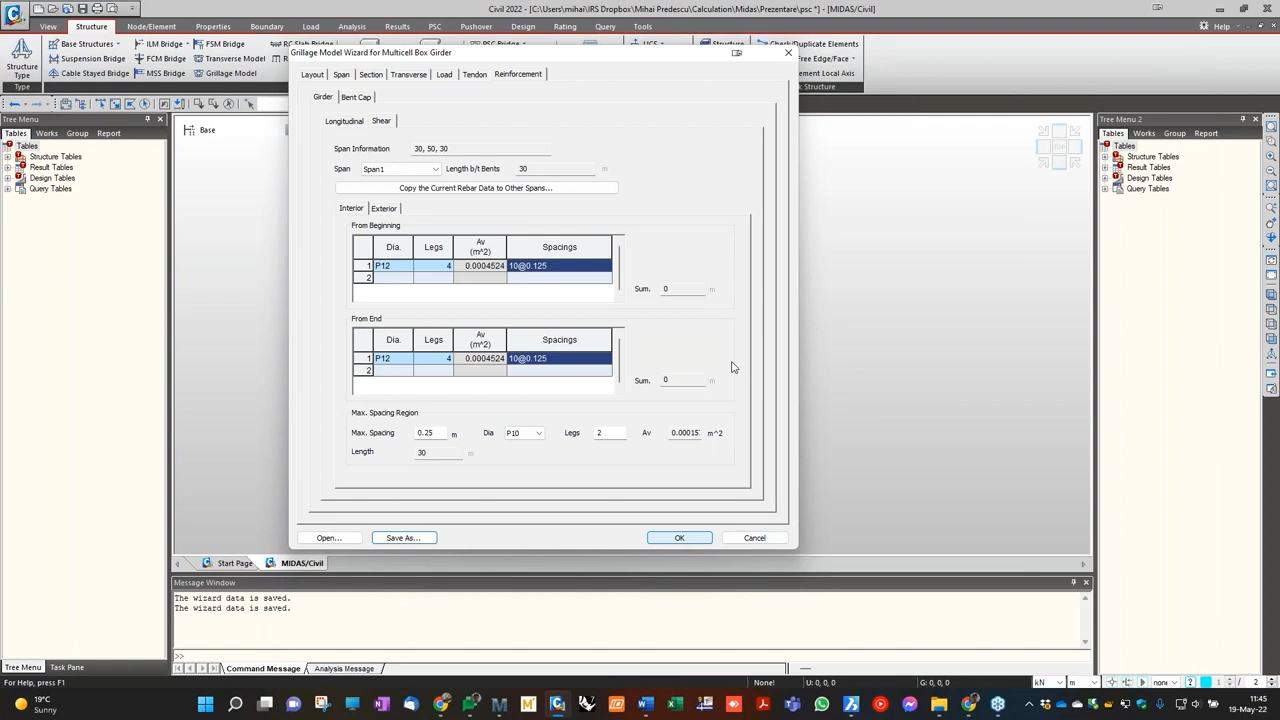 Civil 2022 - [C:\Users\mihai\IRS Dropbox\Mihai Predescu\Calculation\Midas\Prezentare\psc *] - [MIDAS/Civil]
View Structure Node/Element Properties Boundary Load Analysis Results PSC Pushover Design Rating Query Tools Help
Structure Type
Base Structures ILM Bridge FSM Bridge RC Slab Bridge Structure Check/Duplicate Elements
Suspension Bridge FCM Bridge Transverse Model Free Edge/Face
Cable Stayed Bridge MSS Bridge Grillage Model Element Local Axis
Type Structure
Grillage Model Wizard for Multicell Box Girder
Layout Span Section Transverse Load Tendon Reinforcement
Girder Bent Cap
Longitudinal Shear
Span Information 30, 50, 30
Span Span1 Length b/t Bents 30 m
Copy the Current Rebar Data to Other Spans...
Interior Exterior
From Beginning
Dia. Legs Av (m^2) Spacings
1 P12 4 0.0004524 10@0.125
2
Sum. 0 m
From End
Dia. Legs Av (m^2) Spacings
1 P12 4 0.0004524 10@0.125
2
Sum. 0 m
Max. Spacing Region
Max. Spacing 0.25 m Dia P10 Legs 2 Av 0.00015 m^2
Length 30 m
Open... Save As... OK Cancel
Tree Menu
Tables Works Group Report
Tables
Structure Tables
Result Tables
Design Tables
Query Tables
Base
Tree Menu 2
Tables Works Group Report
Tables
Structure Tables
Result Tables
Design Tables
Query Tables
Start Page MIDAS/Civil
Message Window
The wizard data is saved.
The wizard data is saved.
>>
Tree Menu Task Pane
Command Message Analysis Message
For Help, press F1 None! U: 0, 0, 0 G: 0, 0, 0 kN m none 1 / 2
19°C
Sunny
11:45
19-May-22